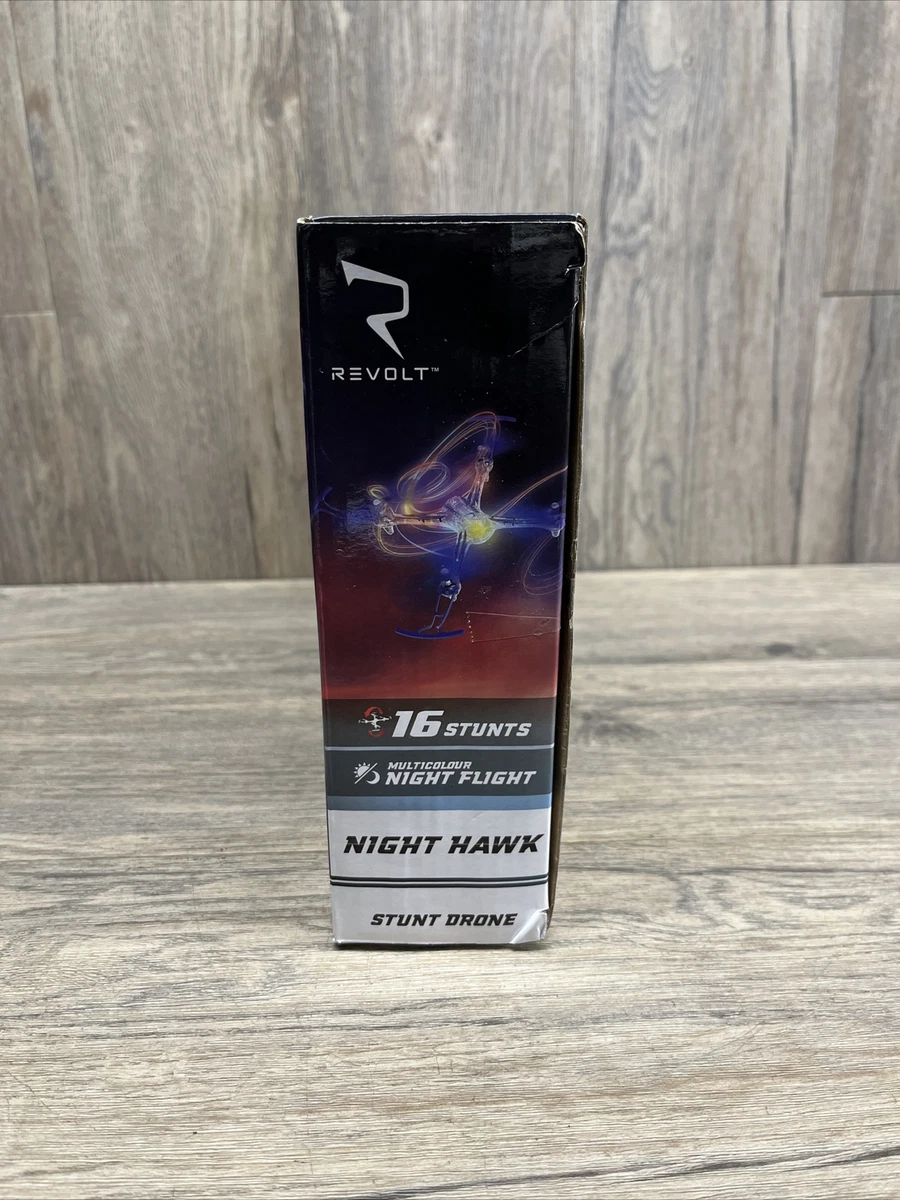 REVOLT™
16 STUNTS
MULTICOLOUR
NIGHT FLIGHT
NIGHT HAWK
STUNT DRONE